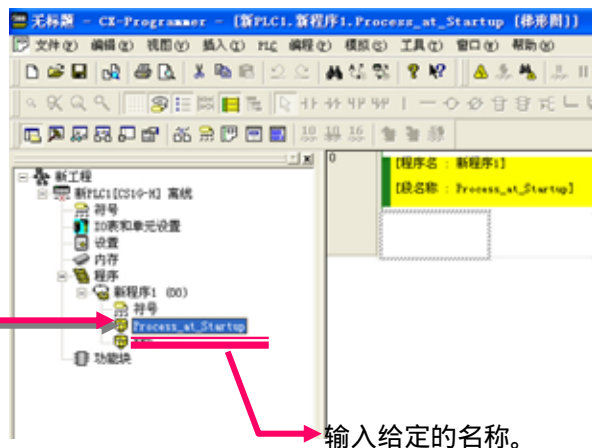 无标题 - CX-Programmer - [新PLC1.新程序1.Process_at_Startup [梯形图]]
文件(F) 编辑(E) 视图(V) 插入(I) PLC 编程(P) 模拟(S) 工具(T) 窗口(W) 帮助(H)
10 10 16
新工程
新PLC1[CS1G-H] 离线
符号
IO表和单元设置
设置
内存
程序
新程序1 (00)
符号
Process_at_Startup
功能块
0
[程序名 : 新程序1]
[段名称 : Process_at_Startup]
输入给定的名称。